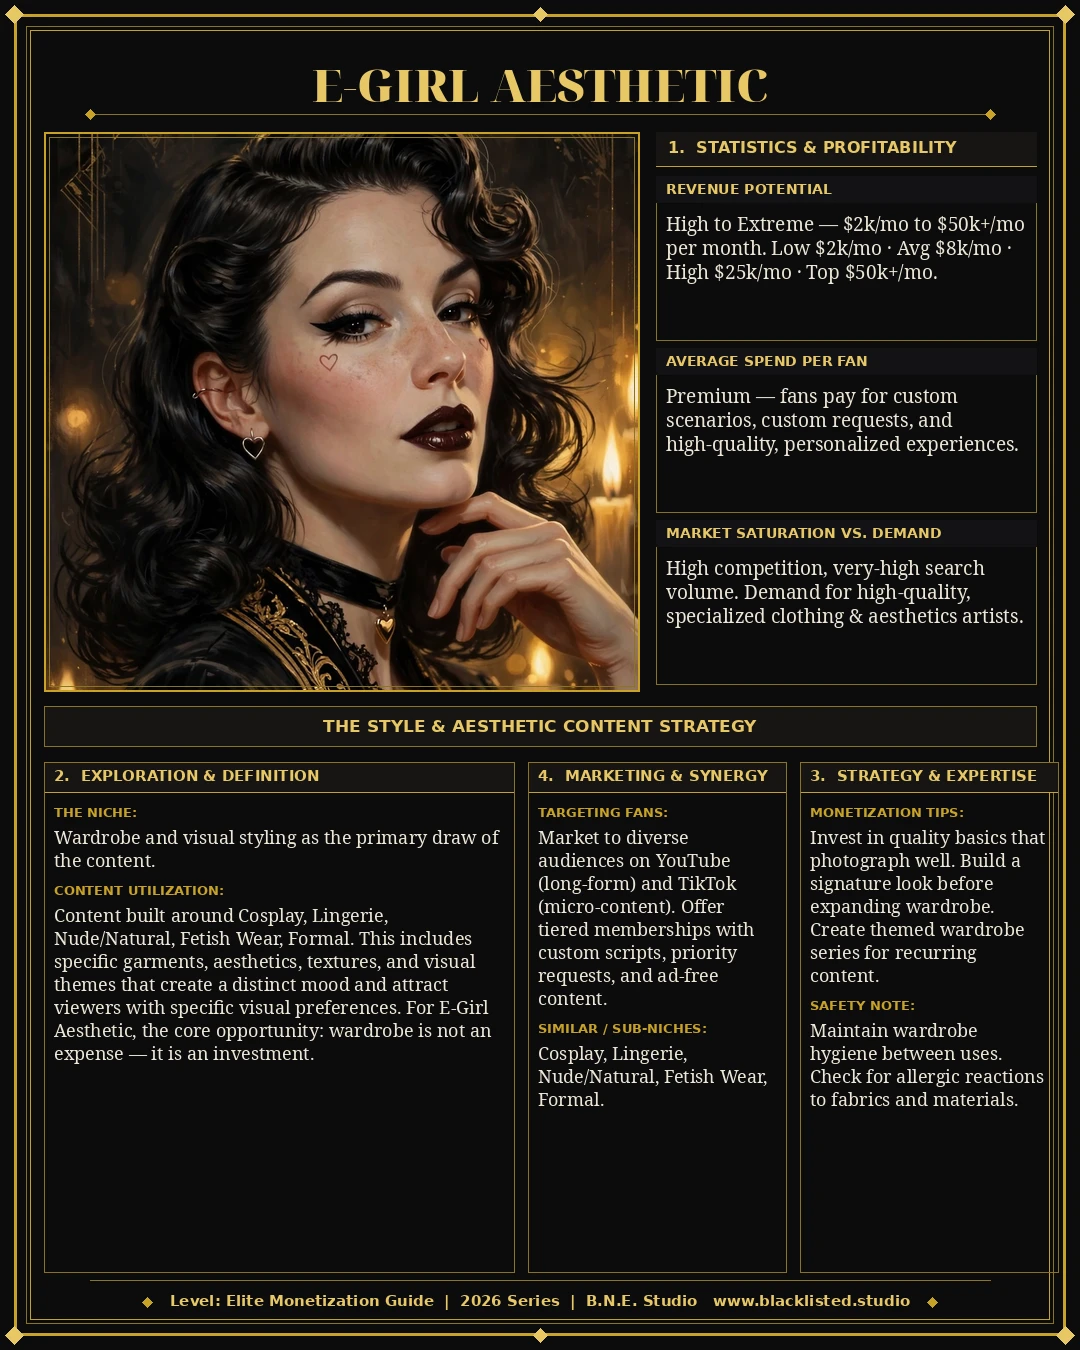 E-GIRL AESTHETIC
1. STATISTICS & PROFITABILITY
REVENUE POTENTIAL
High to Extreme — $2k/mo to $50k+/mo
per month. Low $2k/mo · Avg $8k/mo ·
High $25k/mo · Top $50k+/mo.
AVERAGE SPEND PER FAN
Premium — fans pay for custom
scenarios, custom requests, and
high-quality, personalized experiences.
MARKET SATURATION VS. DEMAND
High competition, very-high search
volume. Demand for high-quality,
specialized clothing & aesthetics artists.
THE STYLE & AESTHETIC CONTENT STRATEGY
2. EXPLORATION & DEFINITION
THE NICHE:
Wardrobe and visual styling as the primary draw of
the content.
CONTENT UTILIZATION:
Content built around Cosplay, Lingerie,
Nude/Natural, Fetish Wear, Formal. This includes
specific garments, aesthetics, textures, and visual
themes that create a distinct mood and attract
viewers with specific visual preferences. For E-Girl
Aesthetic, the core opportunity: wardrobe is not an
expense — it is an investment.
4. MARKETING & SYNERGY
TARGETING FANS:
Market to diverse
audiences on YouTube
(long-form) and TikTok
(micro-content). Offer
tiered memberships with
custom scripts, priority
requests, and ad-free
content.
SIMILAR / SUB-NICHES:
Cosplay, Lingerie,
Nude/Natural, Fetish Wear,
Formal.
3. STRATEGY & EXPERTISE
MONETIZATION TIPS:
Invest in quality basics that
photograph well. Build a
signature look before
expanding wardrobe.
Create themed wardrobe
series for recurring
content.
SAFETY NOTE:
Maintain wardrobe
hygiene between uses.
Check for allergic reactions
to fabrics and materials.
Level: Elite Monetization Guide | 2026 Series | B.N.E. Studio www.blacklisted.studio